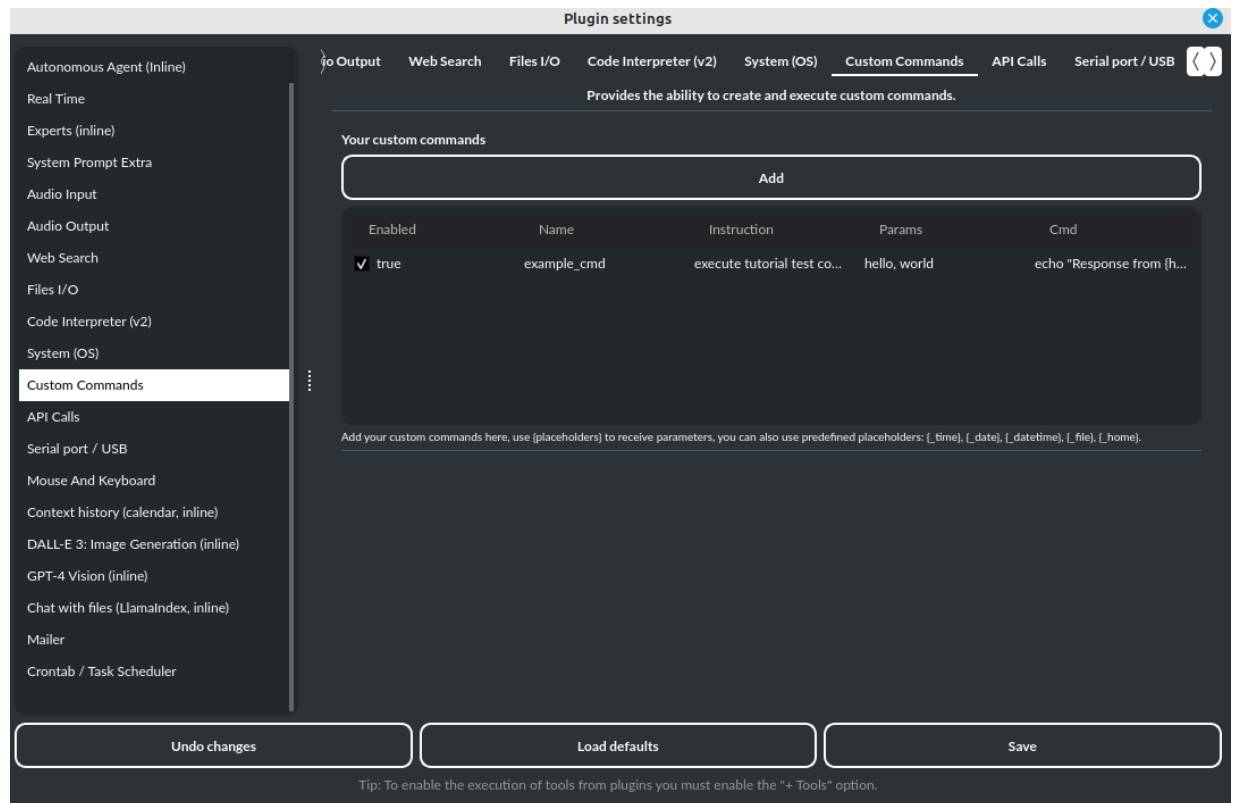 Plugin settings
Autonomous Agent (Inline)
Real Time
Experts (inline)
System Prompt Extra
Audio Input
Audio Output
Web Search
Files I/O
Code Interpreter (v2)
System (OS)
Custom Commands
API Calls
Serial port / USB
Mouse And Keyboard
Context history (calendar, inline)
DALL-E 3: Image Generation (inline)
GPT-4 Vision (inline)
Chat with files (LlamaIndex, inline)
Mailer
Crontab / Task Scheduler
io Output Web Search Files I/O Code Interpreter (v2) System (OS) Custom Commands API Calls Serial port / USB
Provides the ability to create and execute custom commands.
Your custom commands
Add
Enabled Name Instruction Params Cmd
true example_cmd execute tutorial test co... hello, world echo "Response from {h...
Add your custom commands here, use {placeholders} to receive parameters, you can also use predefined placeholders: {_time}, {_date}, {_datetime}, {_file}, {_home}.
Undo changes Load defaults Save
Tip: To enable the execution of tools from plugins you must enable the "+ Tools" option.